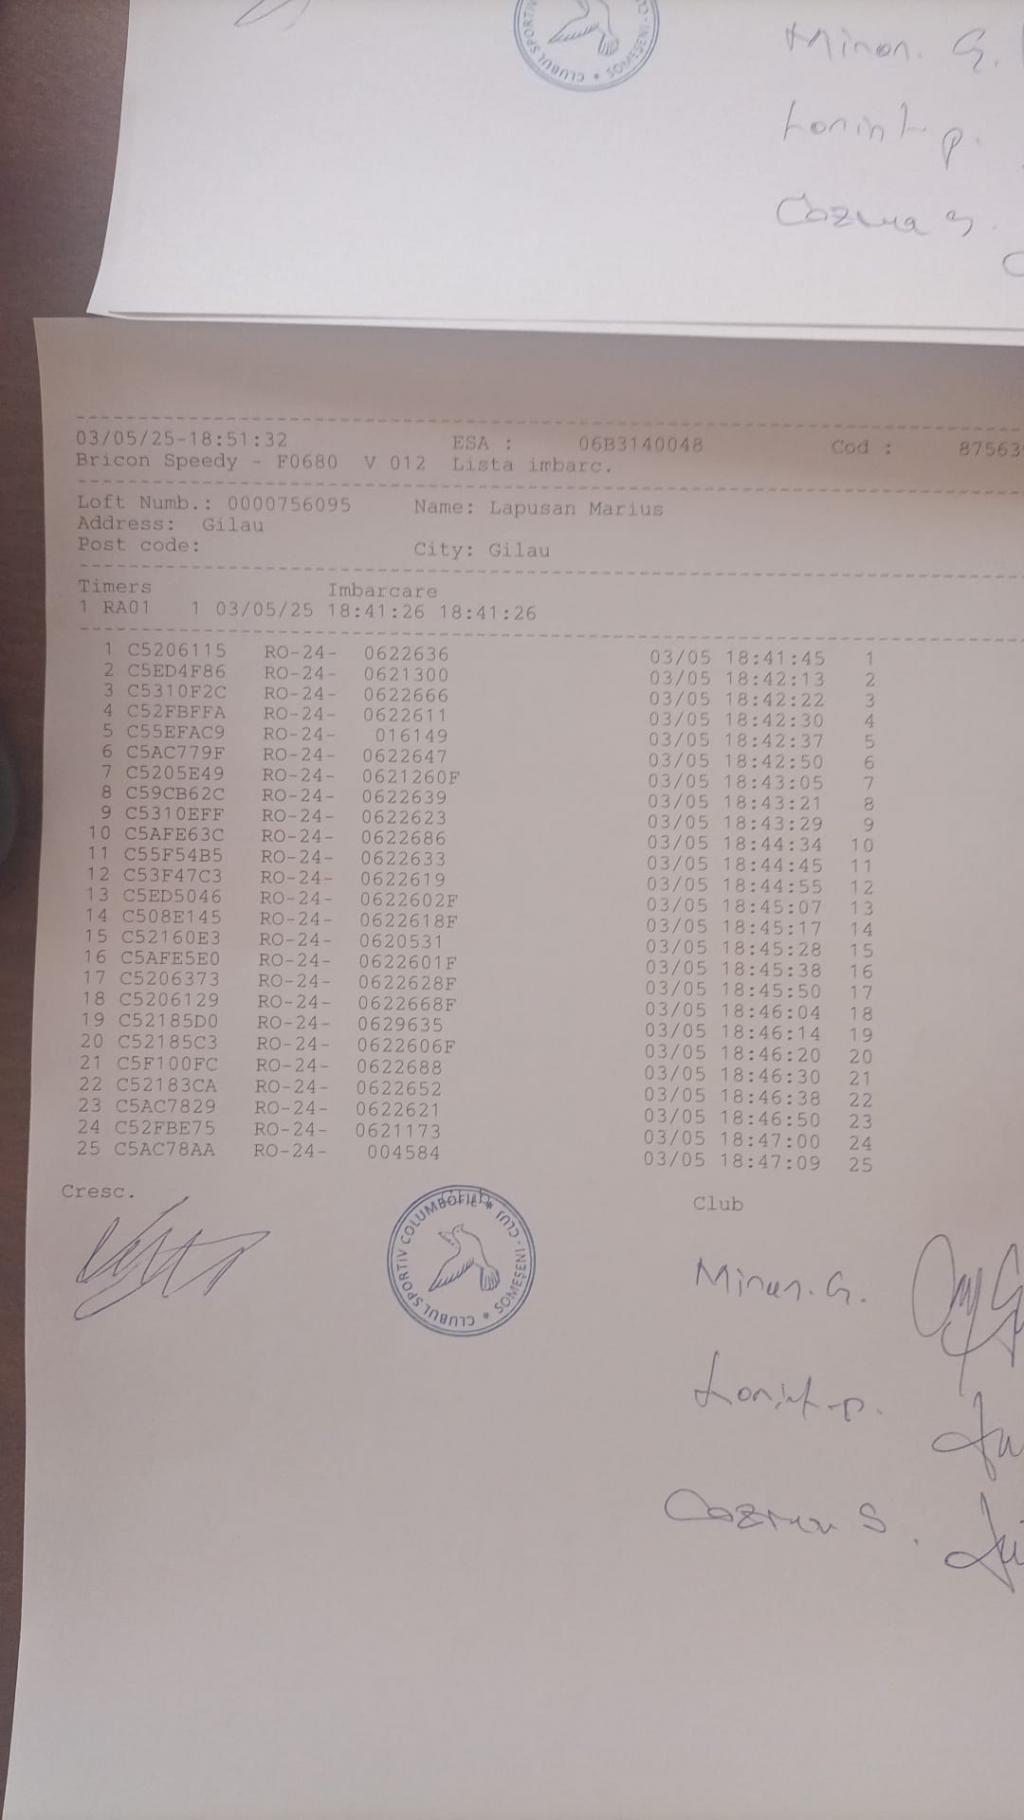 CLUBUL SPORTIV * SOMEȘENI
Minan. G.
Lorint p.
Cozma S.
03/05/25-18:51:32 ESA : 06B3140048 Cod : 87563
Bricon Speedy - F0680 V 012 Lista imbarc.
Loft Numb.: 0000756095 Name: Lapusan Marius
Address: Gilau
Post code: City: Gilau
Timers Imbarcare
1 RA01 1 03/05/25 18:41:26 18:41:26
1 C5206115 RO-24- 0622636 03/05 18:41:45 1
2 C5ED4F86 RO-24- 0621300 03/05 18:42:13 2
3 C5310F2C RO-24- 0622666 03/05 18:42:22 3
4 C52FBFFA RO-24- 0622611 03/05 18:42:30 4
5 C55EFAC9 RO-24- 016149 03/05 18:42:37 5
6 C5AC779F RO-24- 0622647 03/05 18:42:50 6
7 C5205E49 RO-24- 0621260F 03/05 18:43:05 7
8 C59CB62C RO-24- 0622639 03/05 18:43:21 8
9 C5310EFF RO-24- 0622623 03/05 18:43:29 9
10 C5AFE63C RO-24- 0622686 03/05 18:44:34 10
11 C55F54B5 RO-24- 0622633 03/05 18:44:45 11
12 C53F47C3 RO-24- 0622619 03/05 18:44:55 12
13 C5ED5046 RO-24- 0622602F 03/05 18:45:07 13
14 C508E145 RO-24- 0622618F 03/05 18:45:17 14
15 C52160E3 RO-24- 0620531 03/05 18:45:28 15
16 C5AFE5E0 RO-24- 0622601F 03/05 18:45:38 16
17 C5206373 RO-24- 0622628F 03/05 18:45:50 17
18 C5206129 RO-24- 0622668F 03/05 18:46:04 18
19 C52185D0 RO-24- 0629635 03/05 18:46:14 19
20 C52185C3 RO-24- 0622606F 03/05 18:46:20 20
21 C5F100FC RO-24- 0622688 03/05 18:46:30 21
22 C52183CA RO-24- 0622652 03/05 18:46:38 22
23 C5AC7829 RO-24- 0622621 03/05 18:46:50 23
24 C52FBE75 RO-24- 0621173 03/05 18:47:00 24
25 C5AC78AA RO-24- 004584 03/05 18:47:09 25
Cresc. Club
CLUBUL SPORTIV COLUMBOFIL * SOMEȘENI - CLUJ
Minan. G.
Lorint p.
Cozma S.